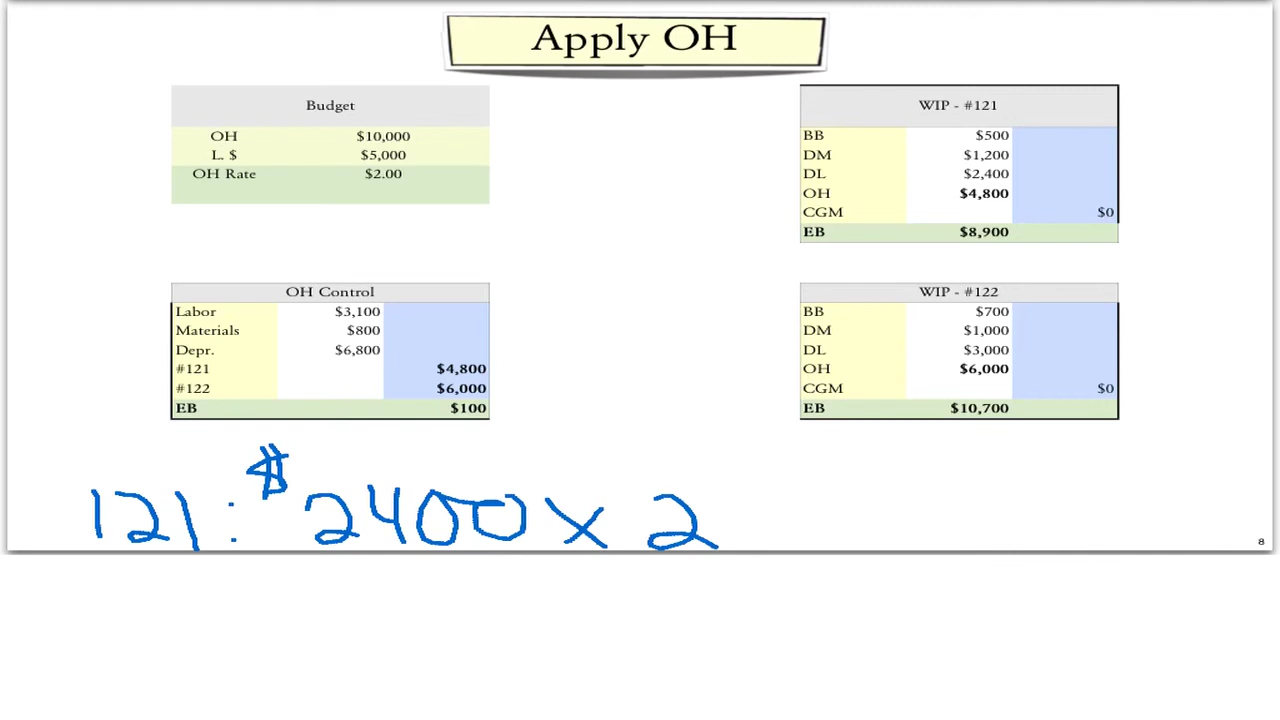 Apply OH
Budget
OH $10,000
L. $ $5,000
OH Rate $2.00
WIP - #121
BB $500
DM $1,200
DL $2,400
OH $4,800
CGM $0
EB $8,900
OH Control
Labor $3,100
Materials $800
Depr. $6,800
#121 $4,800
#122 $6,000
EB $100
WIP - #122
BB $700
DM $1,000
DL $3,000
OH $6,000
CGM $0
EB $10,700
121: $2400 x 2
8